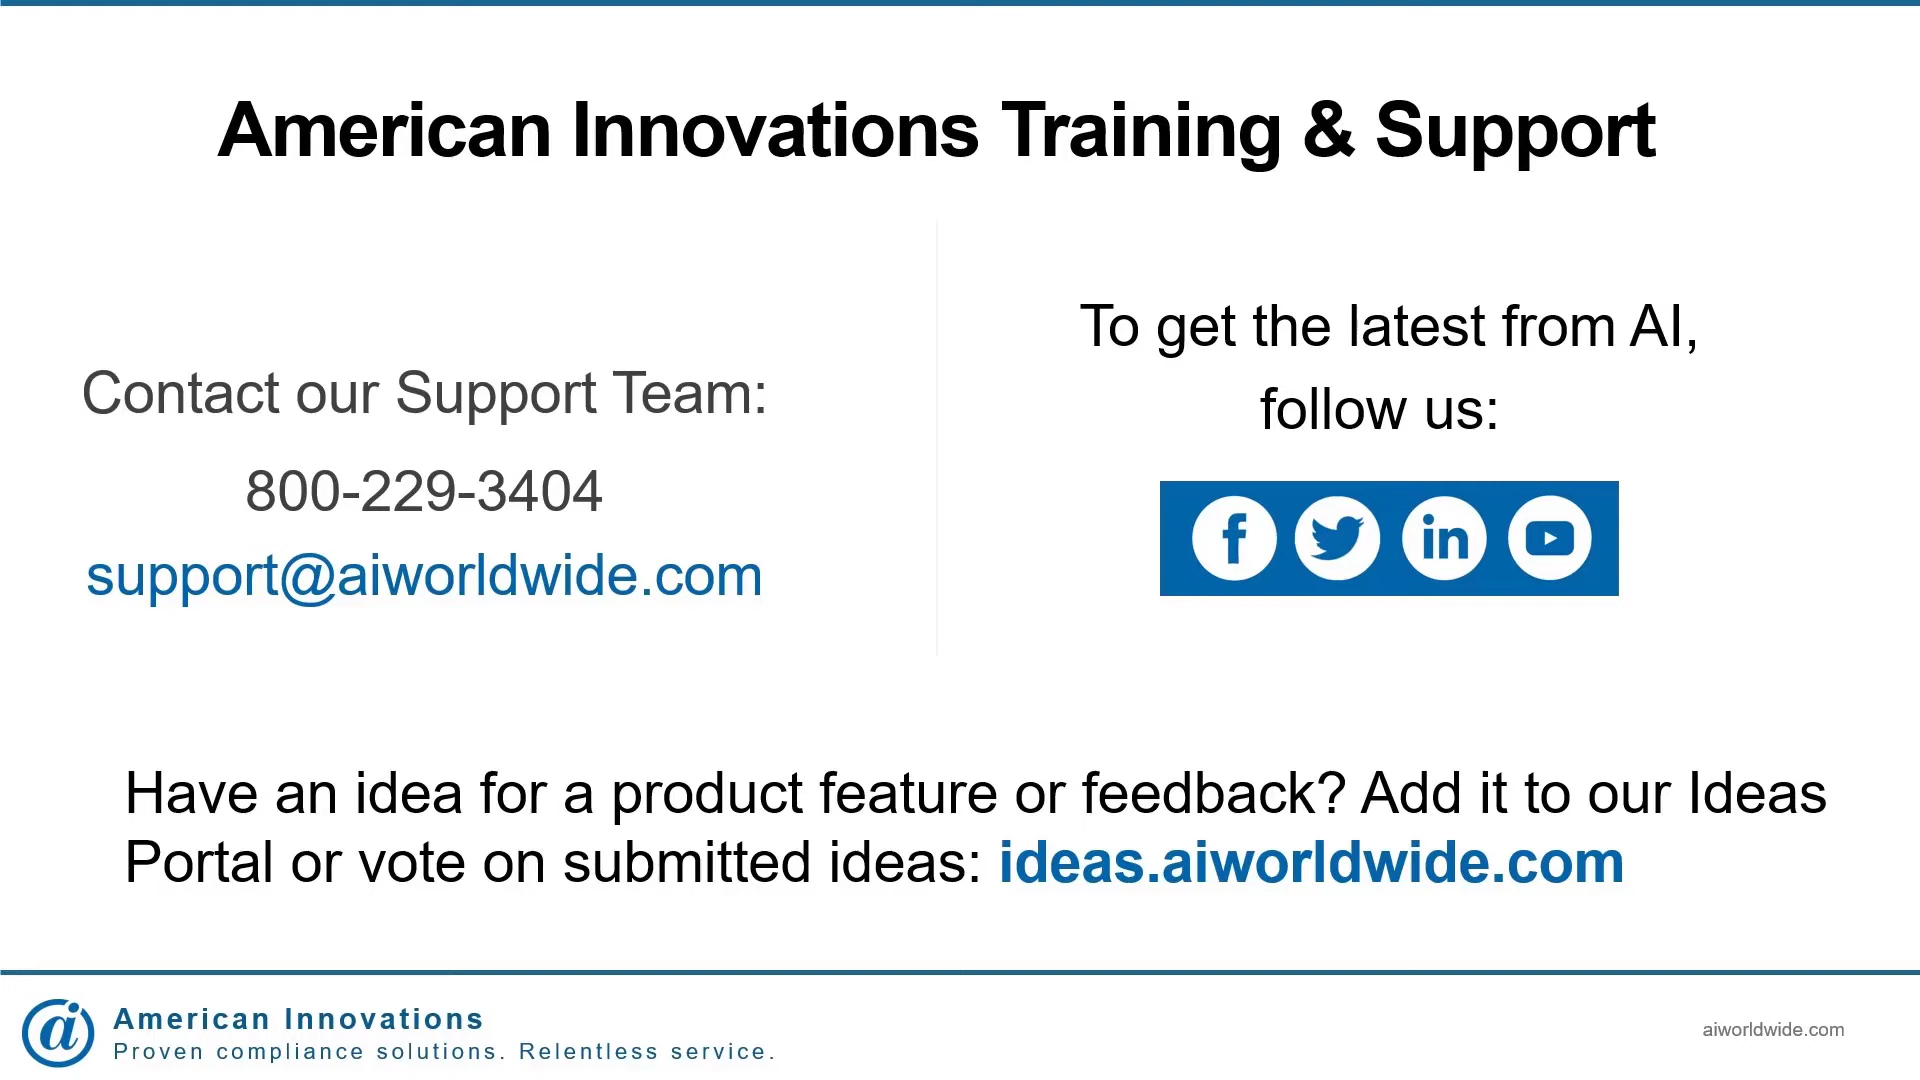 American Innovations Training & Support
Contact our Support Team:
800-229-3404
support@aiworldwide.com
To get the latest from AI,
follow us:
Have an idea for a product feature or feedback? Add it to our Ideas
Portal or vote on submitted ideas: ideas.aiworldwide.com
American Innovations
Proven compliance solutions. Relentless service.
aiworldwide.com